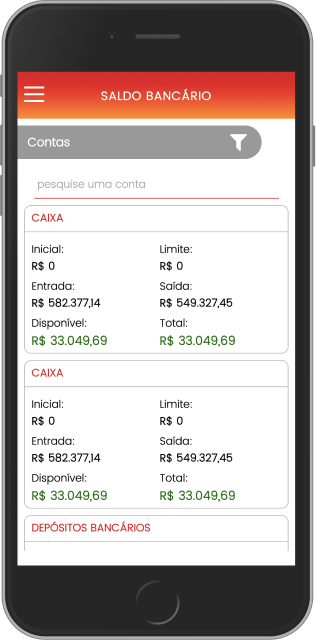 SALDO BANCÁRIO
Contas
pesquise uma conta
CAIXA
Inicial: Limite:
R$ 0 R$ 0
Entrada: Saída:
R$ 582.377,14 R$ 549.327,45
Disponível: Total:
R$ 33.049,69 R$ 33.049,69
CAIXA
Inicial: Limite:
R$ 0 R$ 0
Entrada: Saída:
R$ 582.377,14 R$ 549.327,45
Disponível: Total:
R$ 33.049,69 R$ 33.049,69
DEPÓSITOS BANCÁRIOS